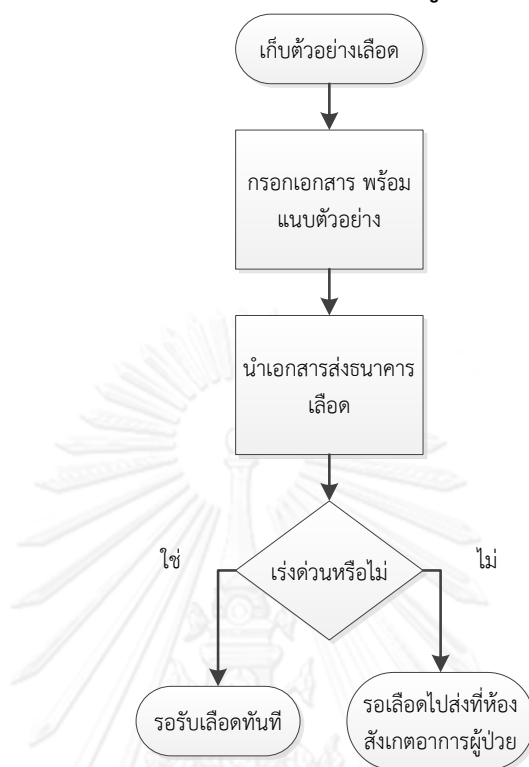 เก็บตัวอย่างเลือด
กรอกเอกสาร พร้อม
แนบตัวอย่าง
นำเอกสารส่งธนาคาร
เลือด
เร่งด่วนหรือไม่
ใช่
ไม่
รอรับเลือดทันที
รอเลือดไปส่งที่ห้อง
สังเกตอาการผู้ป่วย